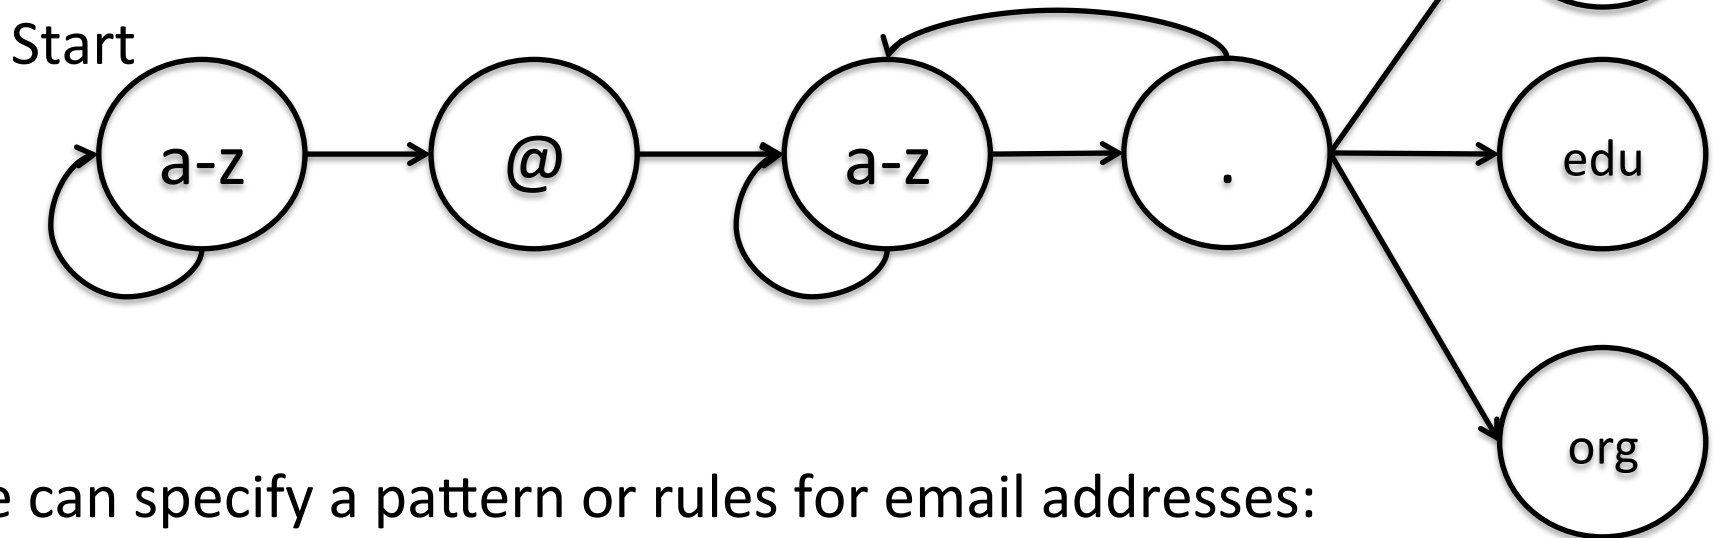 Start
a-z
@
a-z
.
edu
org
e can specify a pattern or rules for email addresses: